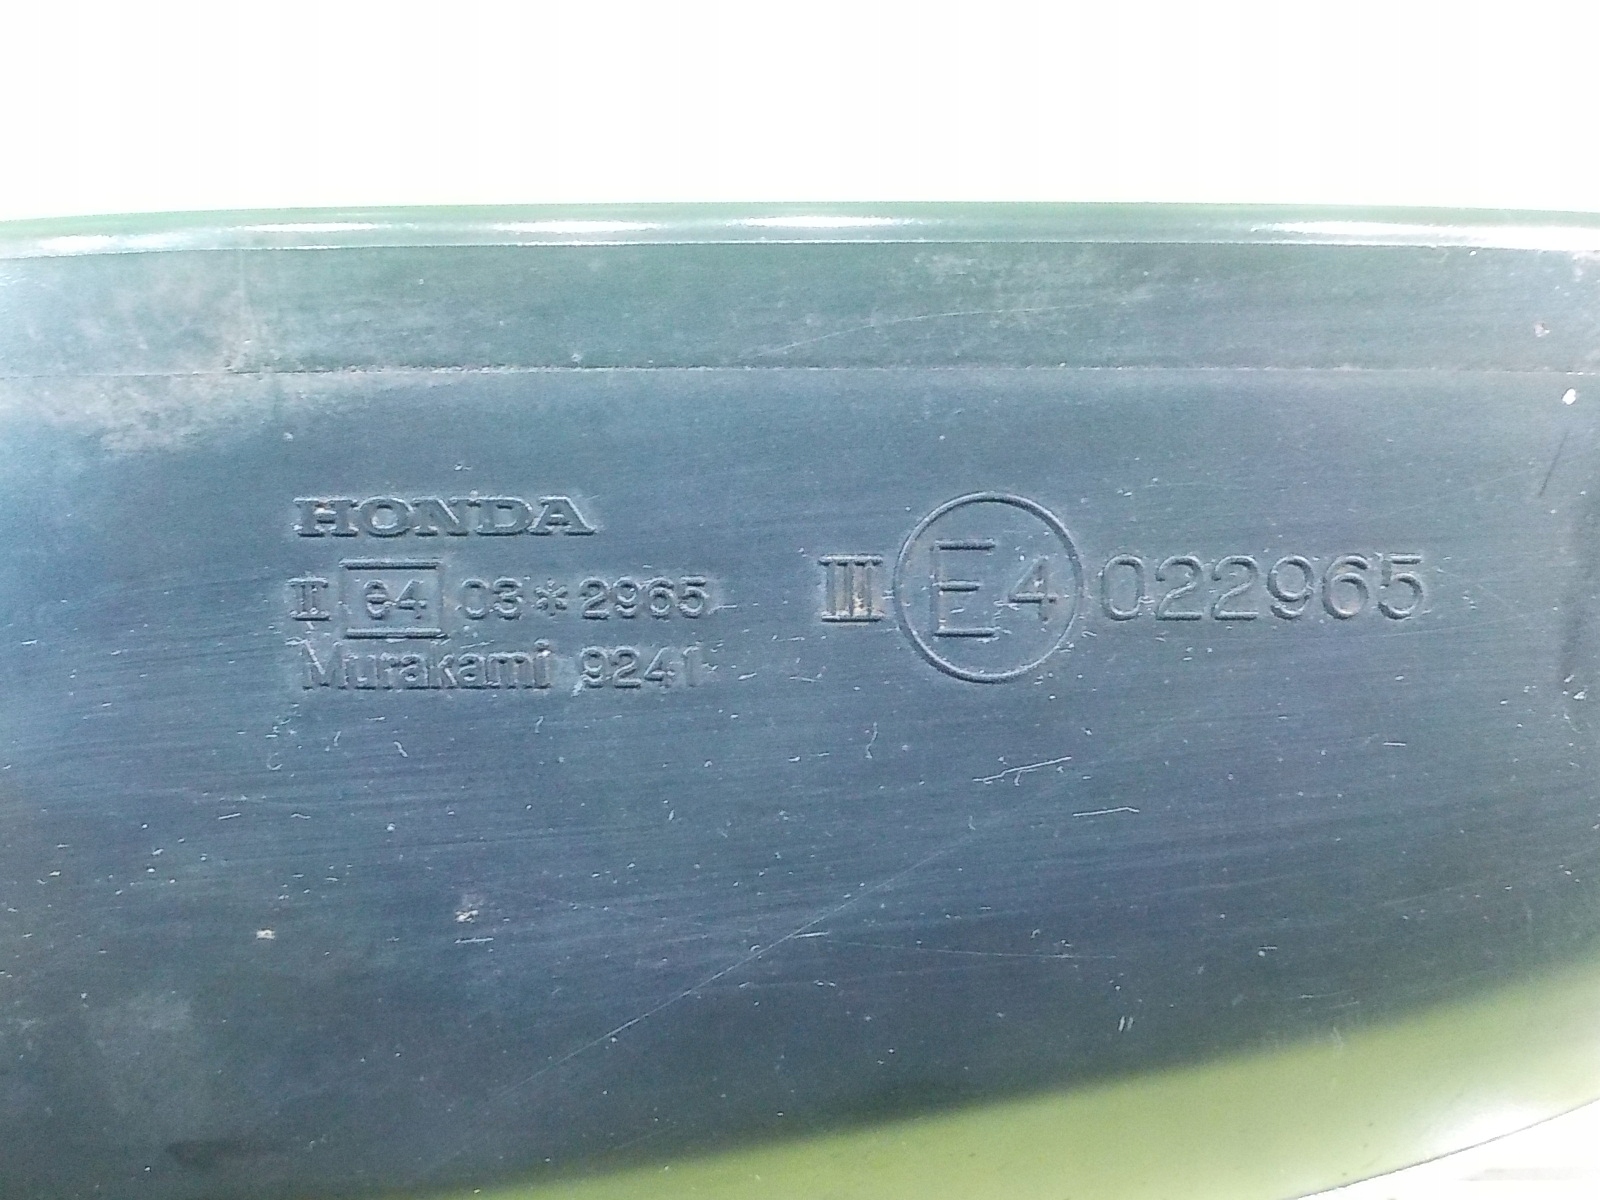 HONDA
II e4 03*2965
Murakami 9241
III E4 022965